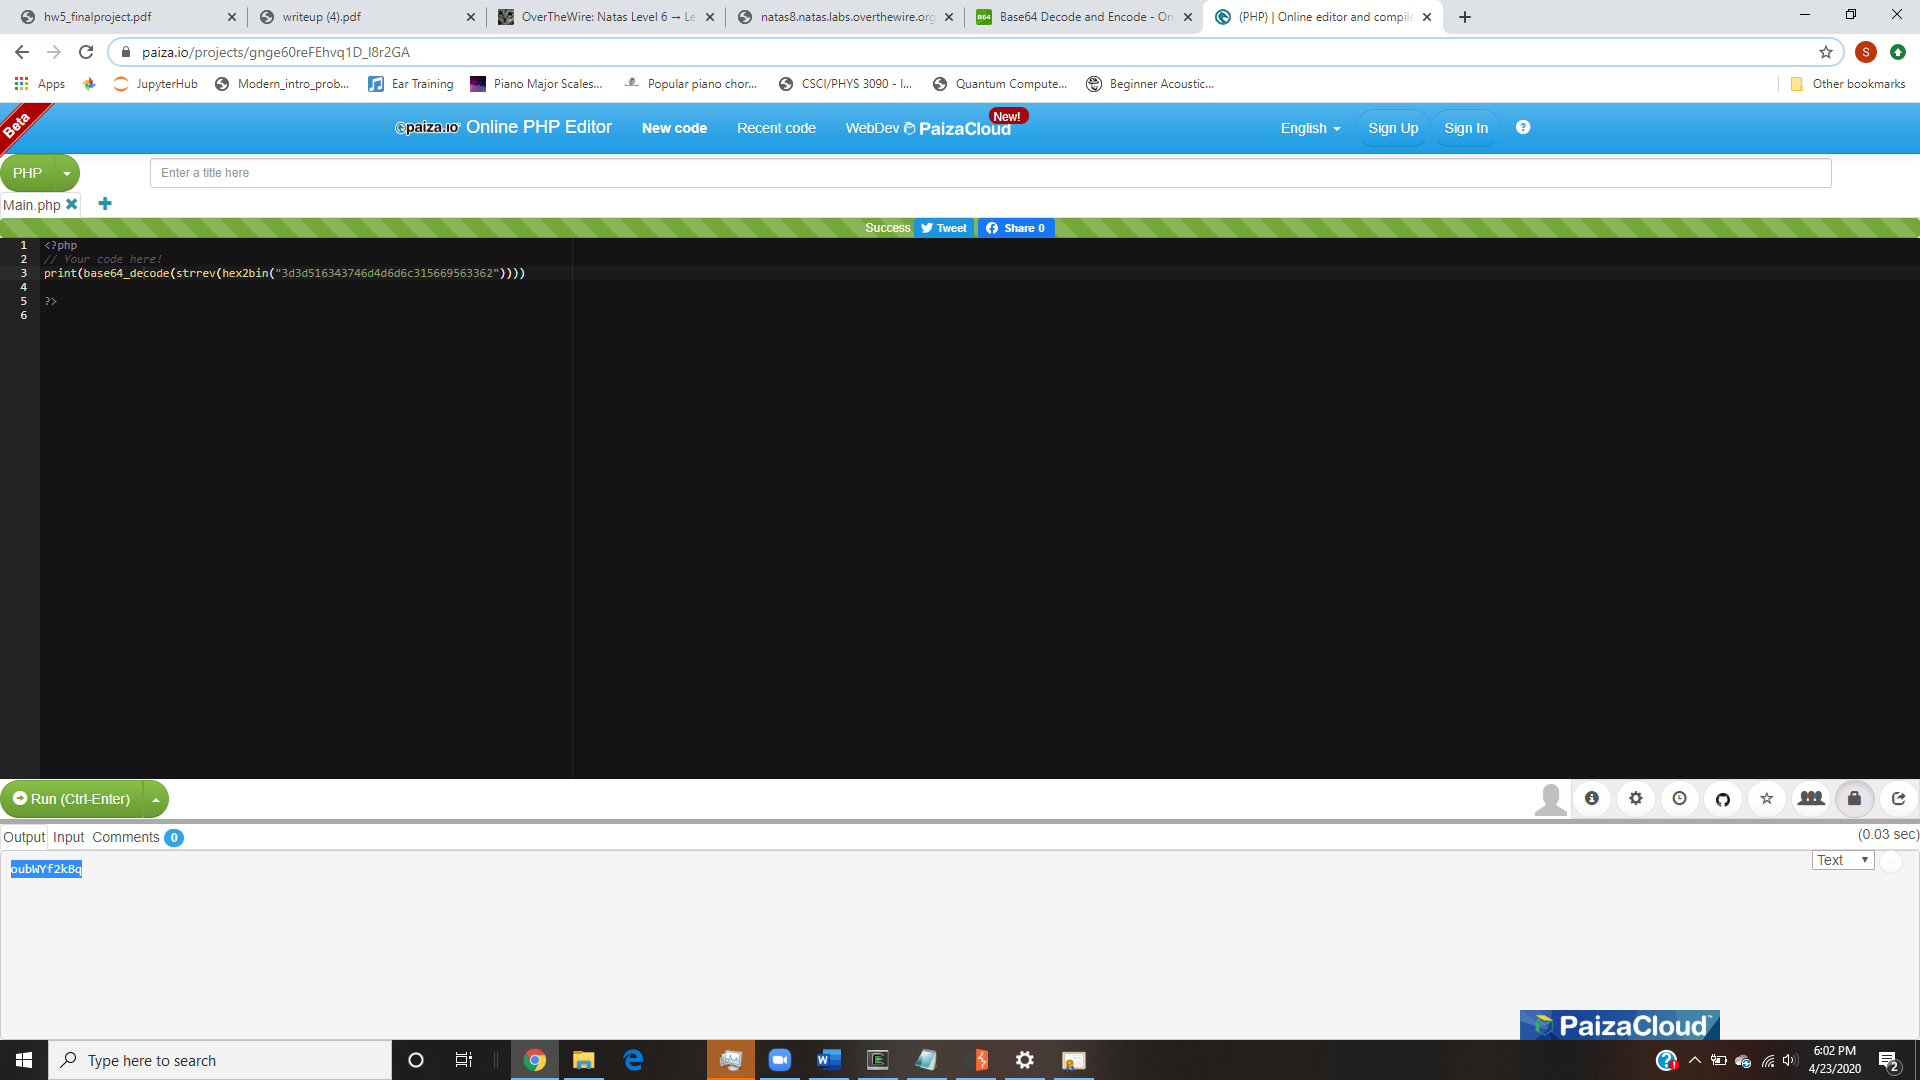 hw5_finalproject.pdf
writeup (4).pdf
OverTheWire: Natas Level 6 → Le
natas8.natas.labs.overthewire.org
B64 Base64 Decode and Encode - On
(PHP) | Online editor and compile
paiza.io/projects/gnge60reFEhvq1D_l8r2GA
S
Apps
JupyterHub
Modern_intro_prob...
Ear Training
Piano Major Scales...
Popular piano chor...
CSCI/PHYS 3090 - I...
Quantum Compute...
Beginner Acoustic...
Other bookmarks
Beta
paiza.IO Online PHP Editor
New code
Recent code
WebDev PaizaCloud
New!
English
Sign Up
Sign In
?
PHP
Enter a title here
Main.php
Success
Tweet
Share 0
1 <?php
2 // Your code here!
3 print(base64_decode(strrev(hex2bin("3d3d516343746d4d6d6c315669563362"))))
4
5 ?>
6
Run (Ctrl-Enter)
Output Input Comments 0
(0.03 sec)
oubWYf2kBq
Text
PaizaCloud
Type here to search
6:02 PM
4/23/2020
2